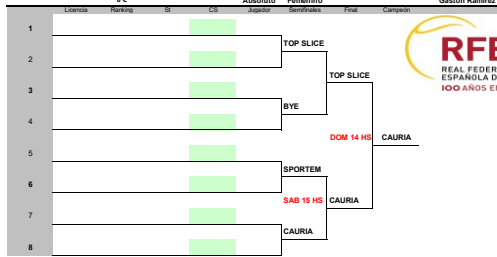 Absoluto Femenino Gastón Ramírez
Licencia Ranking St CS Jugador Semifinales Final Campeón
1
TOP SLICE
2
TOP SLICE
3
BYE
4
DOM 14 HS CAURIA
5
SPORTEM
6
SAB 15 HS CAURIA
7
CAURIA
8
RFE
REAL FEDER
ESPAÑOLA D
100 AÑOS E